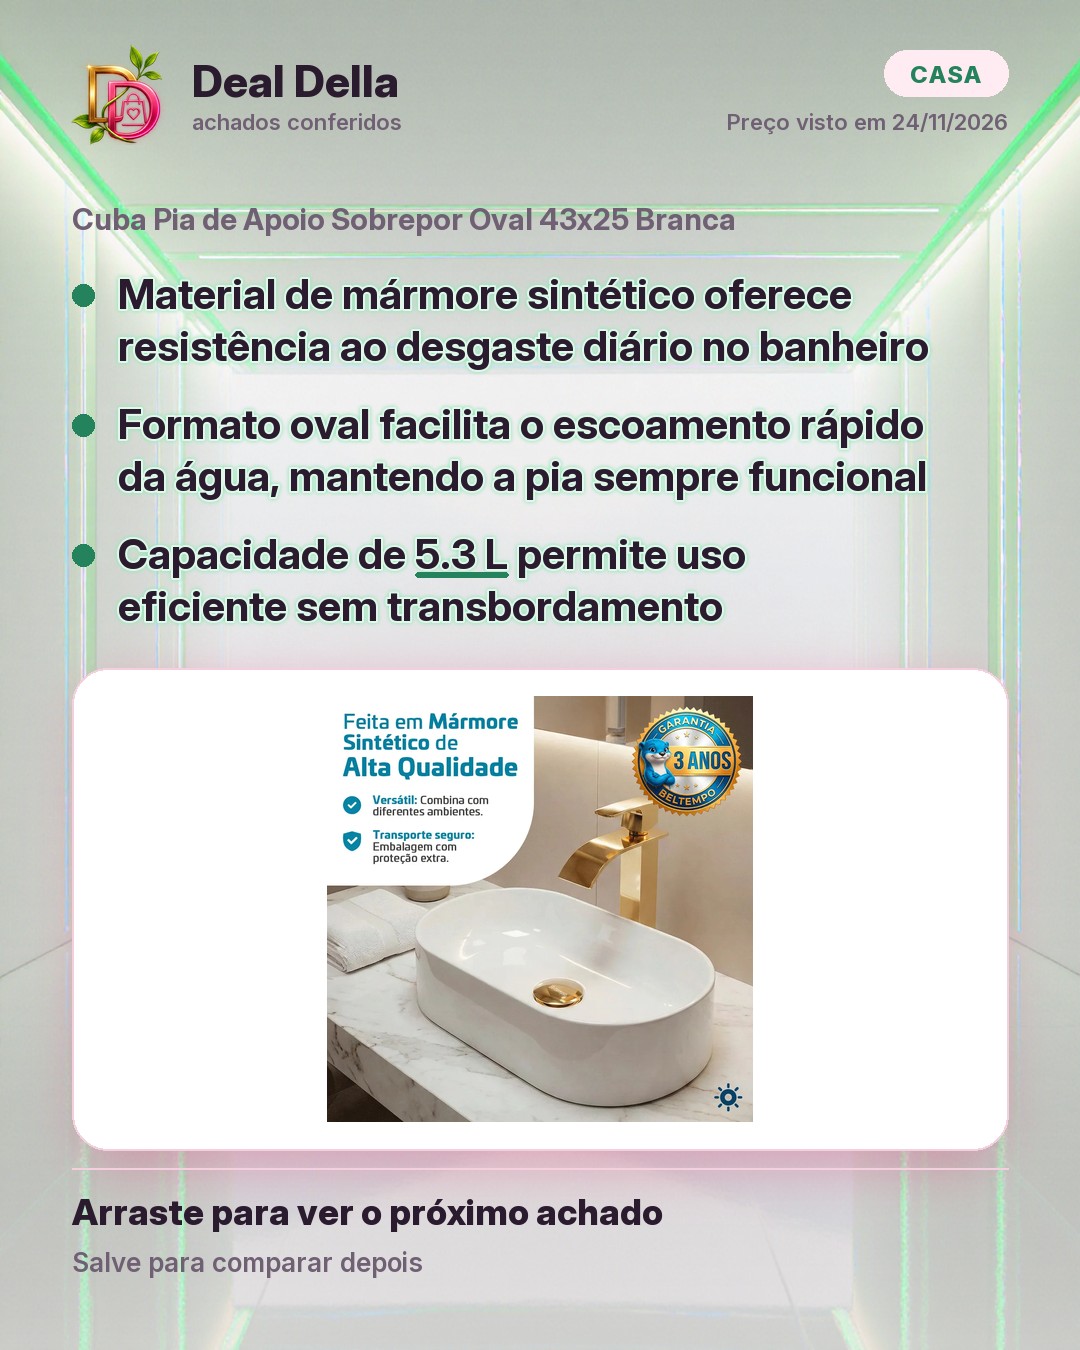 Deal Della
achados conferidos
CASA
Preço visto em 24/11/2026
Cuba Pia de Apoio Sobrepor Oval 43x25 Branca
Material de mármore sintético oferece
resistência ao desgaste diário no banheiro
Formato oval facilita o escoamento rápido
da água, mantendo a pia sempre funcional
Capacidade de 5.3 L permite uso
eficiente sem transbordamento
Feita em Mármore
Sintético de
Alta Qualidade
Versátil: Combina com
diferentes ambientes.
Transporte seguro:
Embalagem com
proteção extra.
GARANTIA
3 ANOS
BELTEMPO
Arraste para ver o próximo achado
Salve para comparar depois